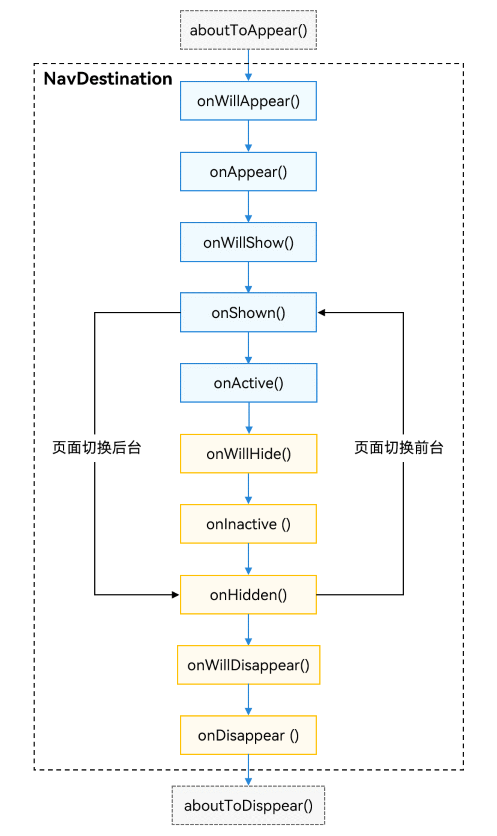 aboutToAppear()
NavDestination
onWillAppear()
onAppear()
onWillShow()
onShown()
onActive()
页面切换后台
页面切换前台
onWillHide()
onInactive ()
onHidden()
onWillDisappear()
onDisappear ()
aboutToDisppear()